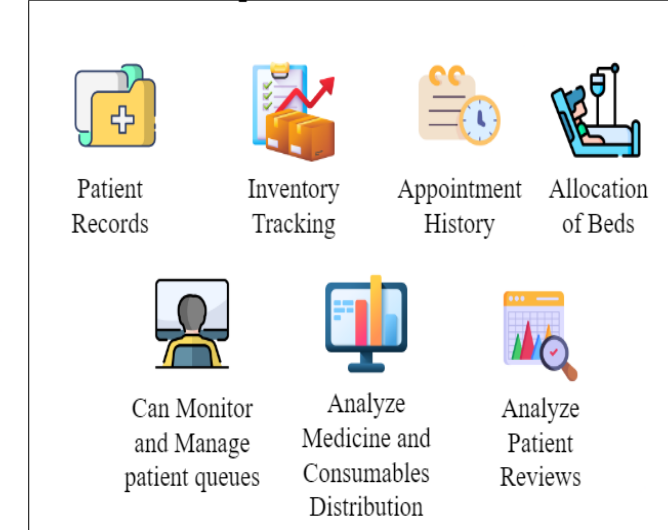 Patient
Records
Inventory
Tracking
Appointment
History
Allocation
of Beds
Can Monitor
and Manage
patient queues
Analyze
Medicine and
Consumables
Distribution
Analyze
Patient
Reviews